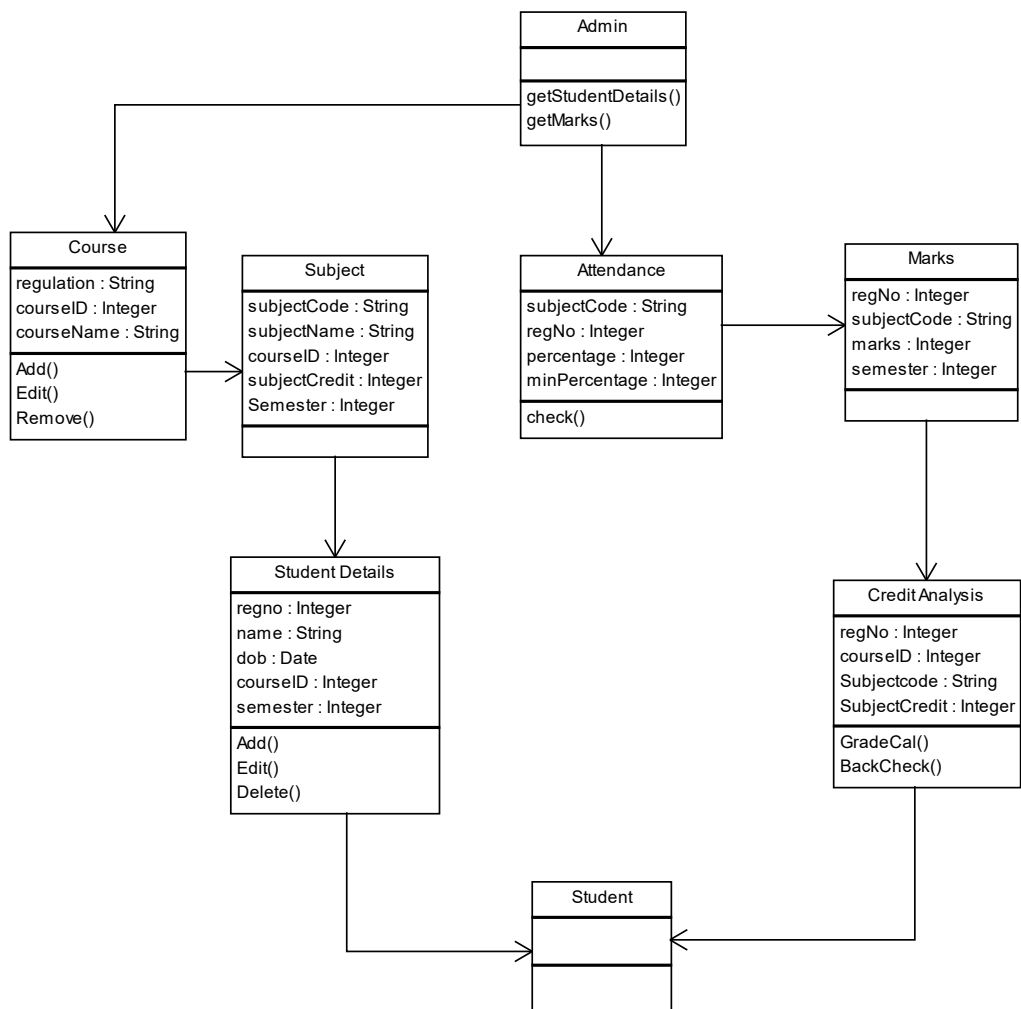 Admin
getStudentDetails()
getMarks()
Course
regulation : String
courseID : Integer
courseName : String
Add()
Edit()
Remove()
Subject
subjectCode : String
subjectName : String
courseID : Integer
subjectCredit : Integer
Semester : Integer
Attendance
subjectCode : String
regNo : Integer
percentage : Integer
minPercentage : Integer
check()
Marks
regNo : Integer
subjectCode : String
marks : Integer
semester : Integer
Student Details
regno : Integer
name : String
dob : Date
courseID : Integer
semester : Integer
Add()
Edit()
Delete()
Credit Analysis
regNo : Integer
courseID : Integer
Subjectcode : String
SubjectCredit : Integer
GradeCal()
BackCheck()
Student